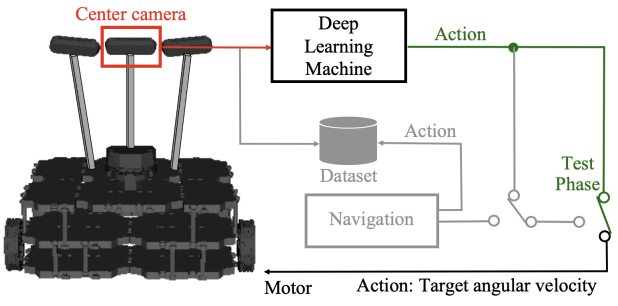 Center camera
Deep
Learning
Machine
Action
Action
Dataset
Test
Phase
Navigation
Motor
Action: Target angular velocity